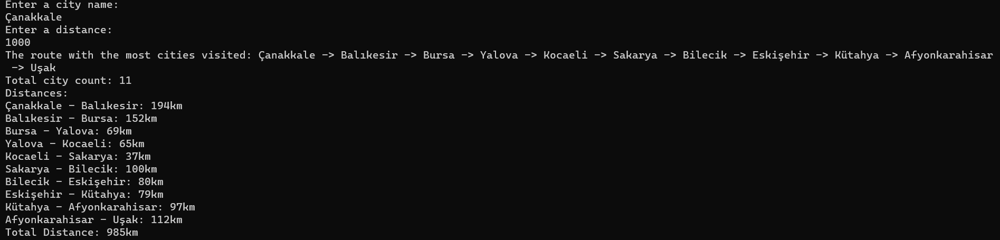 Enter a city name:
Çanakkale
Enter a distance:
1000
The route with the most cities visited: Çanakkale -> Balıkesir -> Bursa -> Yalova -> Kocaeli -> Sakarya -> Bilecik -> Eskişehir -> Kütahya -> Afyonkarahisar
-> Uşak
Total city count: 11
Distances:
Çanakkale - Balıkesir: 194km
Balıkesir - Bursa: 152km
Bursa - Yalova: 69km
Yalova - Kocaeli: 65km
Kocaeli - Sakarya: 37km
Sakarya - Bilecik: 100km
Bilecik - Eskişehir: 80km
Eskişehir - Kütahya: 79km
Kütahya - Afyonkarahisar: 97km
Afyonkarahisar - Uşak: 112km
Total Distance: 985km